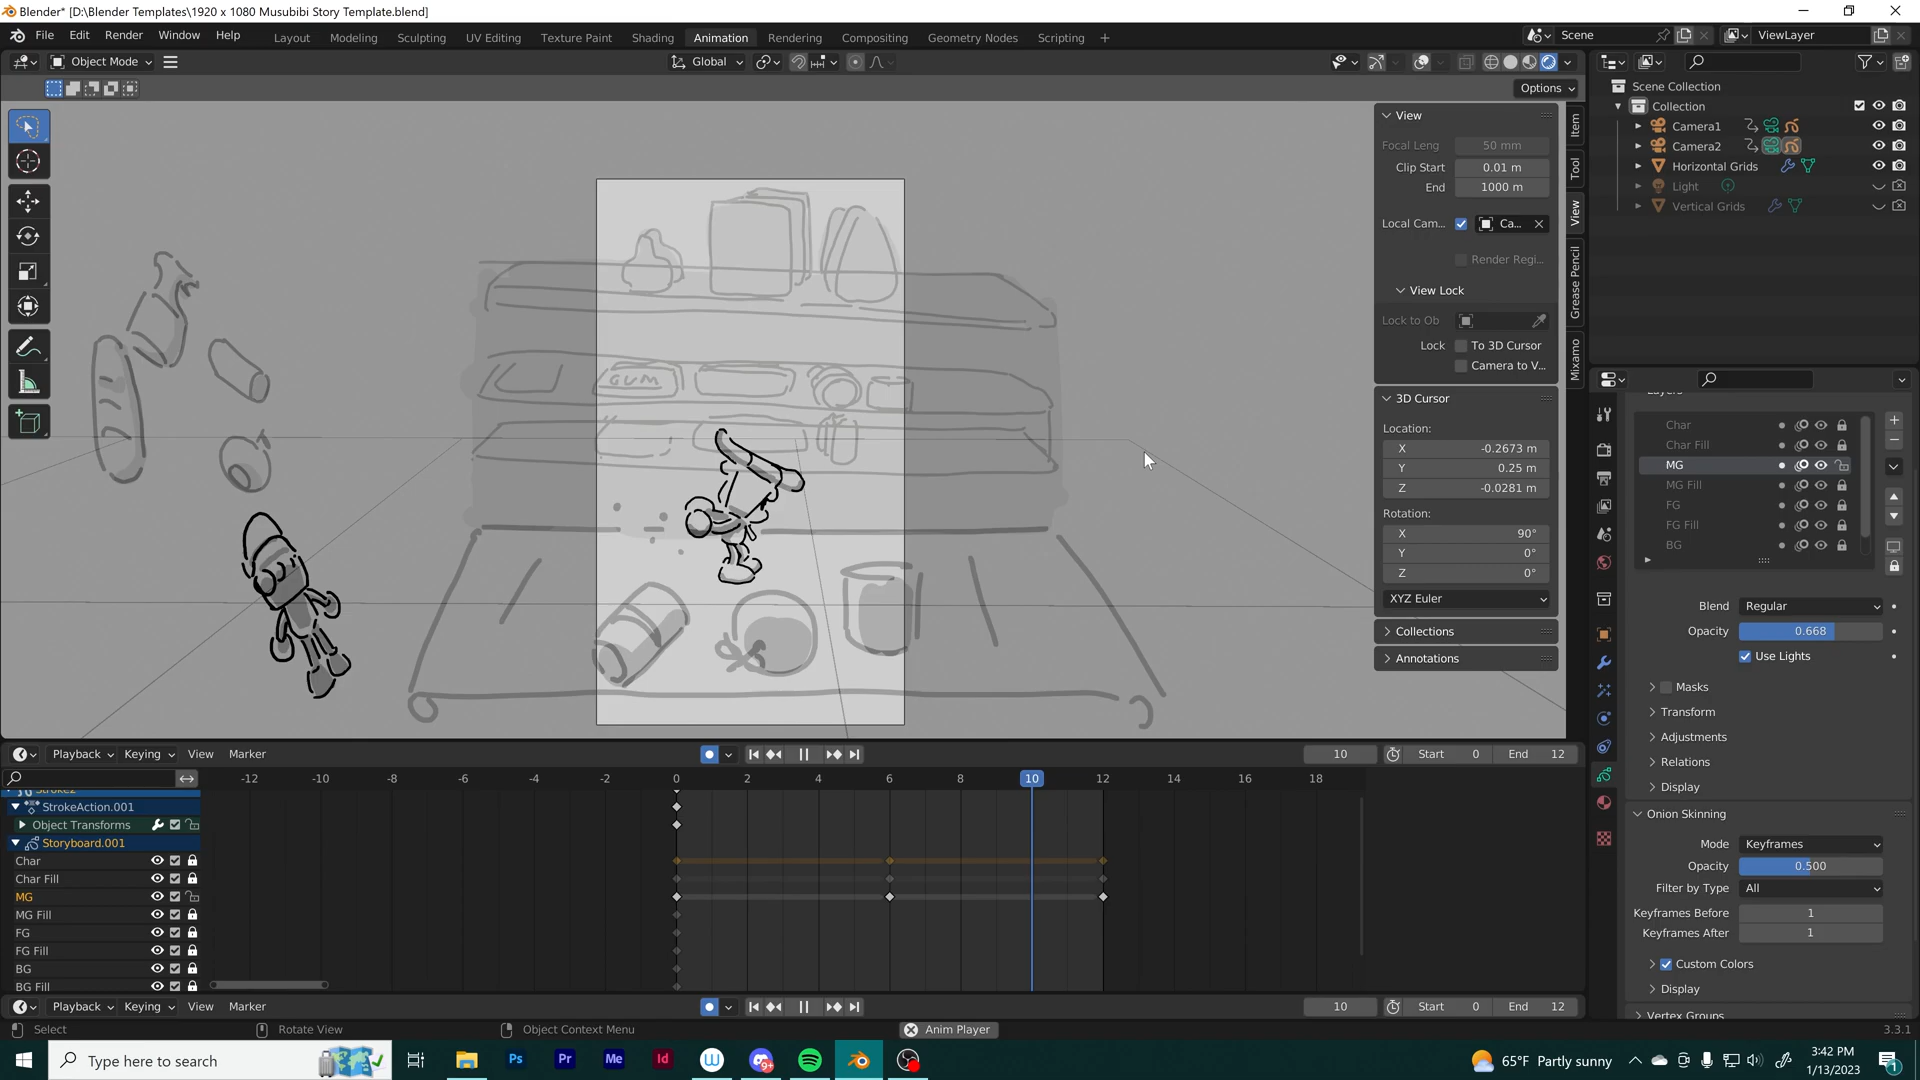 Blender* [D:\Blender Templates\1920 x 1080 Musubibi Story Template.blend]
File Edit Render Window Help Layout Modeling Sculpting UV Editing Texture Paint Shading Animation Rendering Compositing Geometry Nodes Scripting + Scene ViewLayer
Object Mode Global
Options
View
Focal Leng 50 mm
Clip Start 0.01 m
End 1000 m
Local Cam... Ca...
Render Regi...
View Lock
Lock to Ob
Lock To 3D Cursor
Camera to V...
3D Cursor
Location:
X -0.2673 m
Y 0.25 m
Z -0.0281 m
Rotation:
X 90°
Y 0°
Z 0°
XYZ Euler
Collections
Annotations
Item
Tool
View
Grease Pencil
Mixamo
GUM
Scene Collection
Collection
Camera1
Camera2
Horizontal Grids
Light
Vertical Grids
Char
Char Fill
MG
MG Fill
FG
FG Fill
BG
Blend Regular
Opacity 0.668
Use Lights
Masks
Transform
Adjustments
Relations
Display
Onion Skinning
Mode Keyframes
Opacity 0.500
Filter by Type All
Keyframes Before 1
Keyframes After 1
Custom Colors
Display
Vertex Groups
Playback Keying View Marker 10 Start 0 End 12
-12 -10 -8 -6 -4 -2 0 2 4 6 8 10 12 14 16 18
StrokeAction.001
Object Transforms
Storyboard.001
Char
Char Fill
MG
MG Fill
FG
FG Fill
BG
BG Fill
Playback Keying View Marker 10 Start 0 End 12
Select Rotate View Object Context Menu Anim Player 3.3.1
Type here to search Ps Pr Me Id 9+ 65°F Partly sunny 3:42 PM
1/13/2023 1